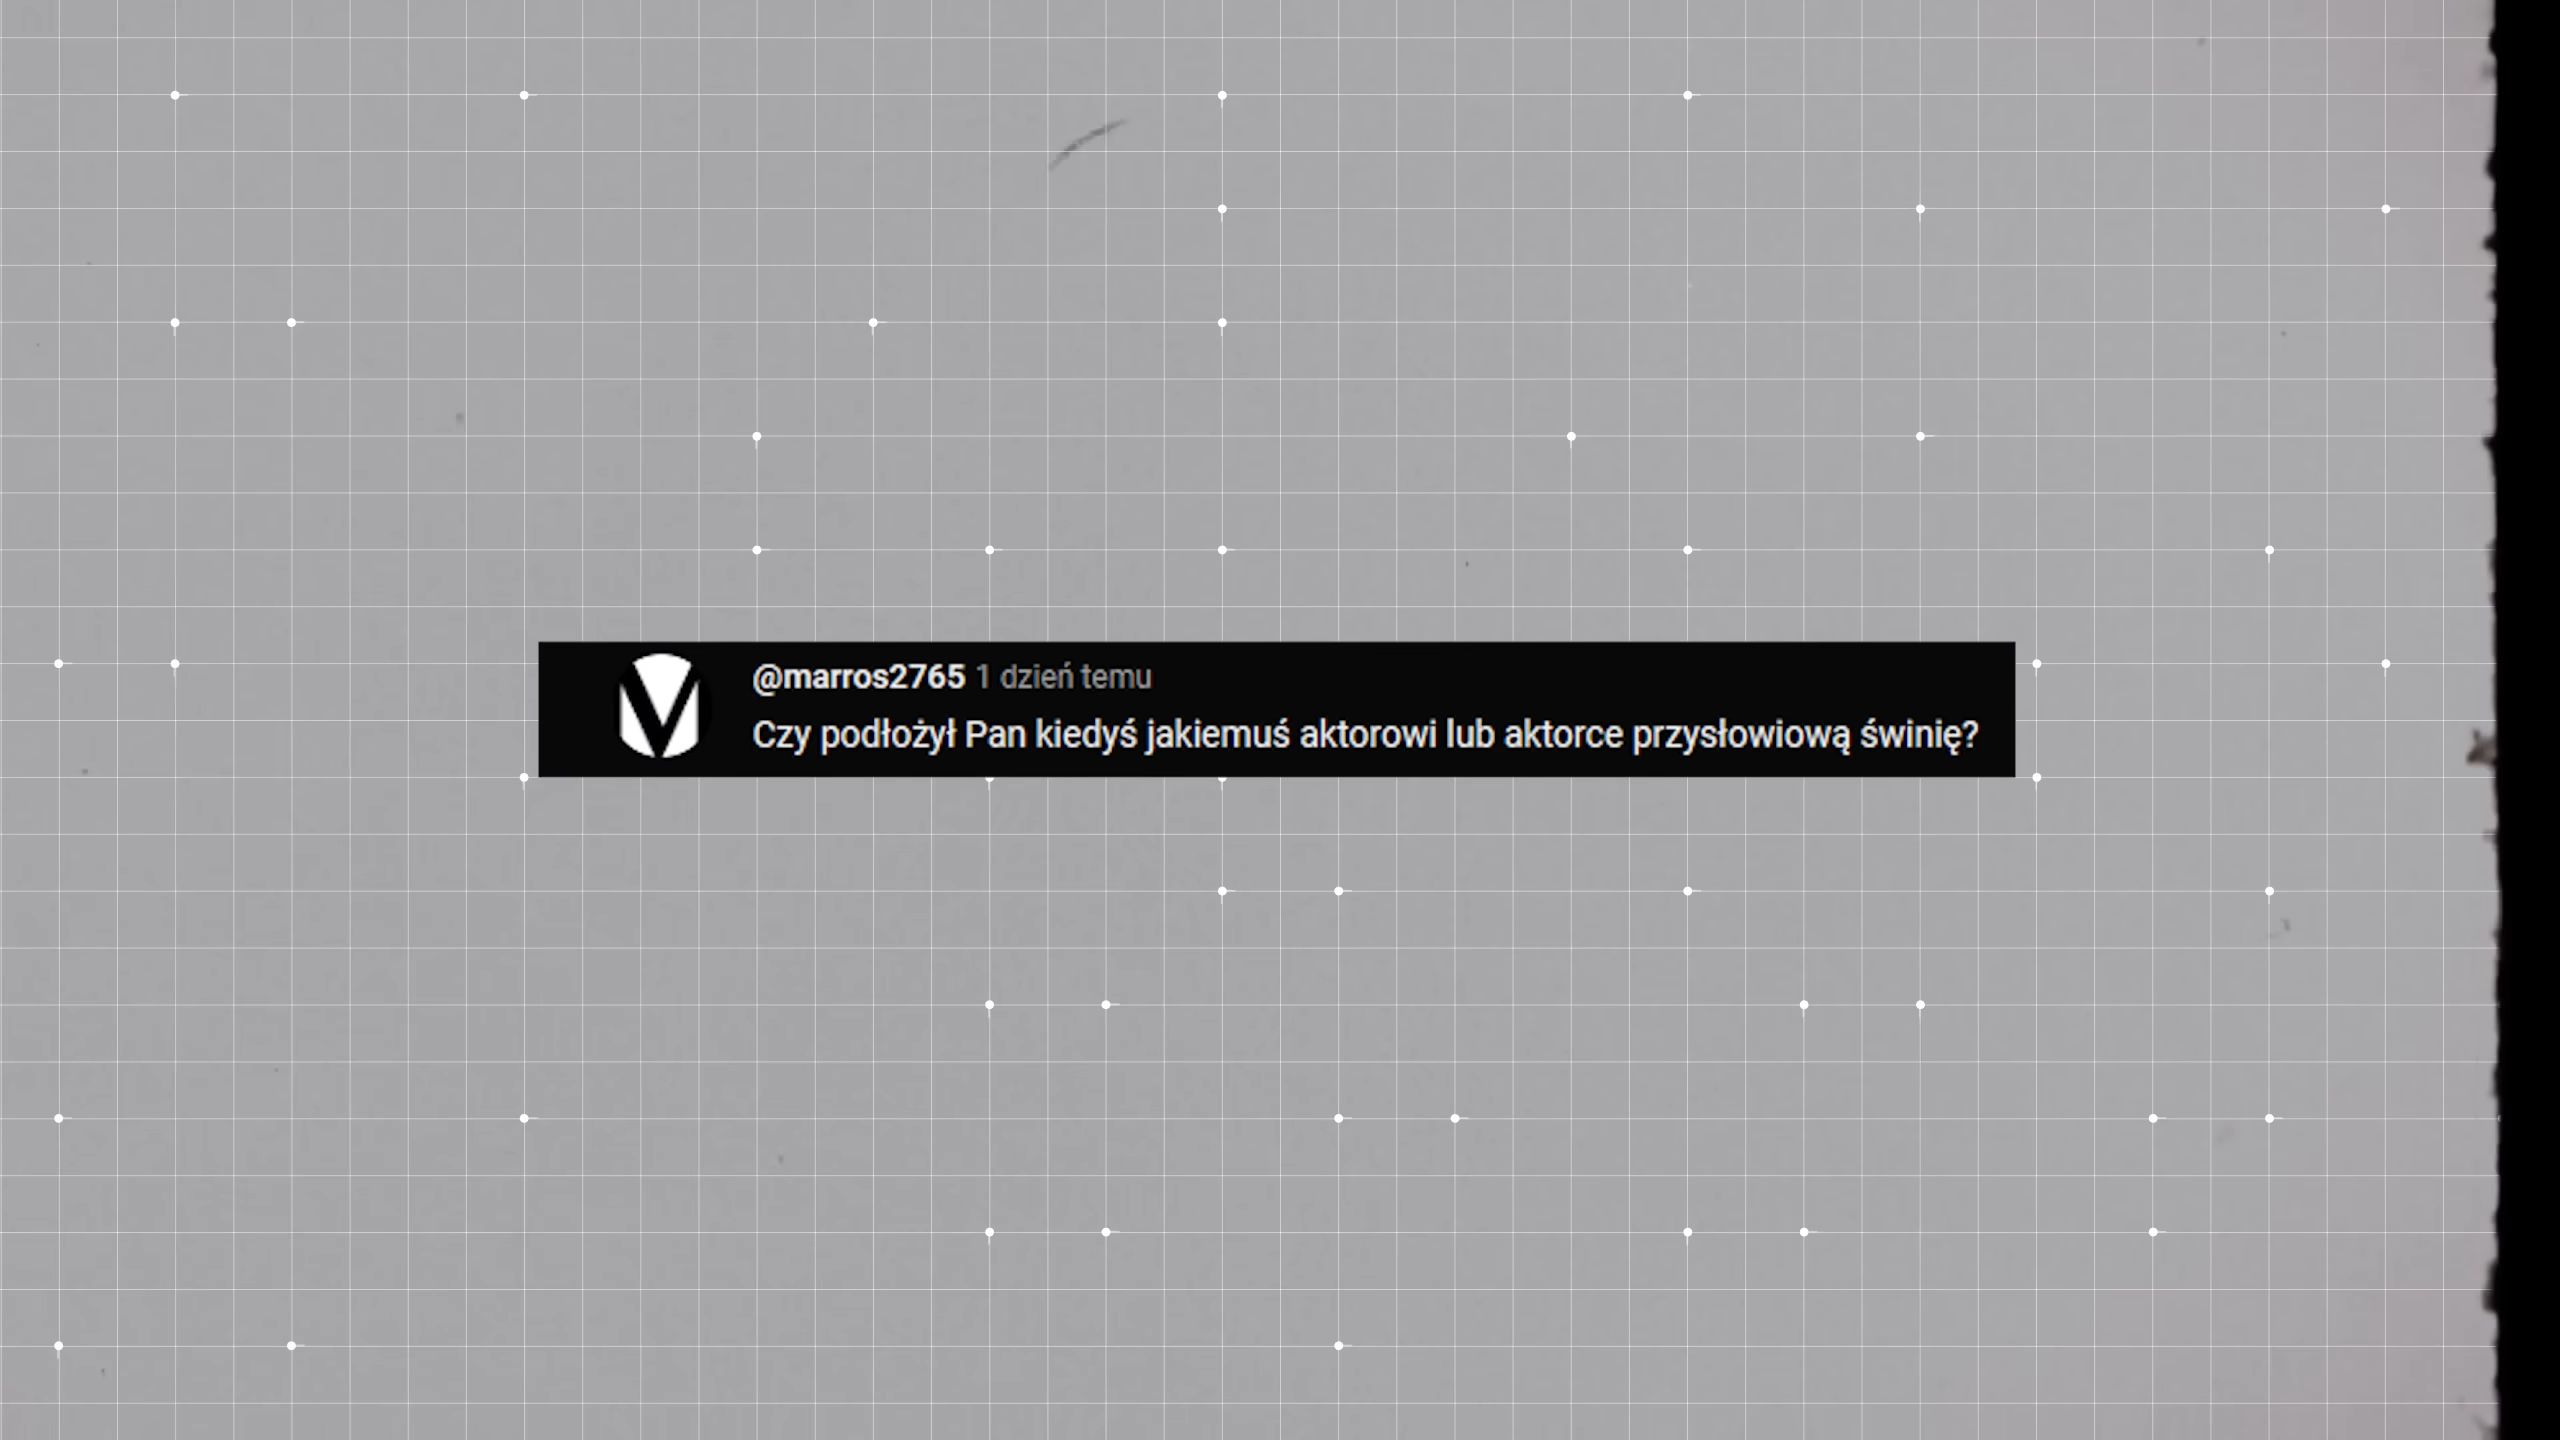 @marros2765 1 dzień temu
Czy podłożył Pan kiedyś jakiemuś aktorowi lub aktorce przysłowiową świnię?